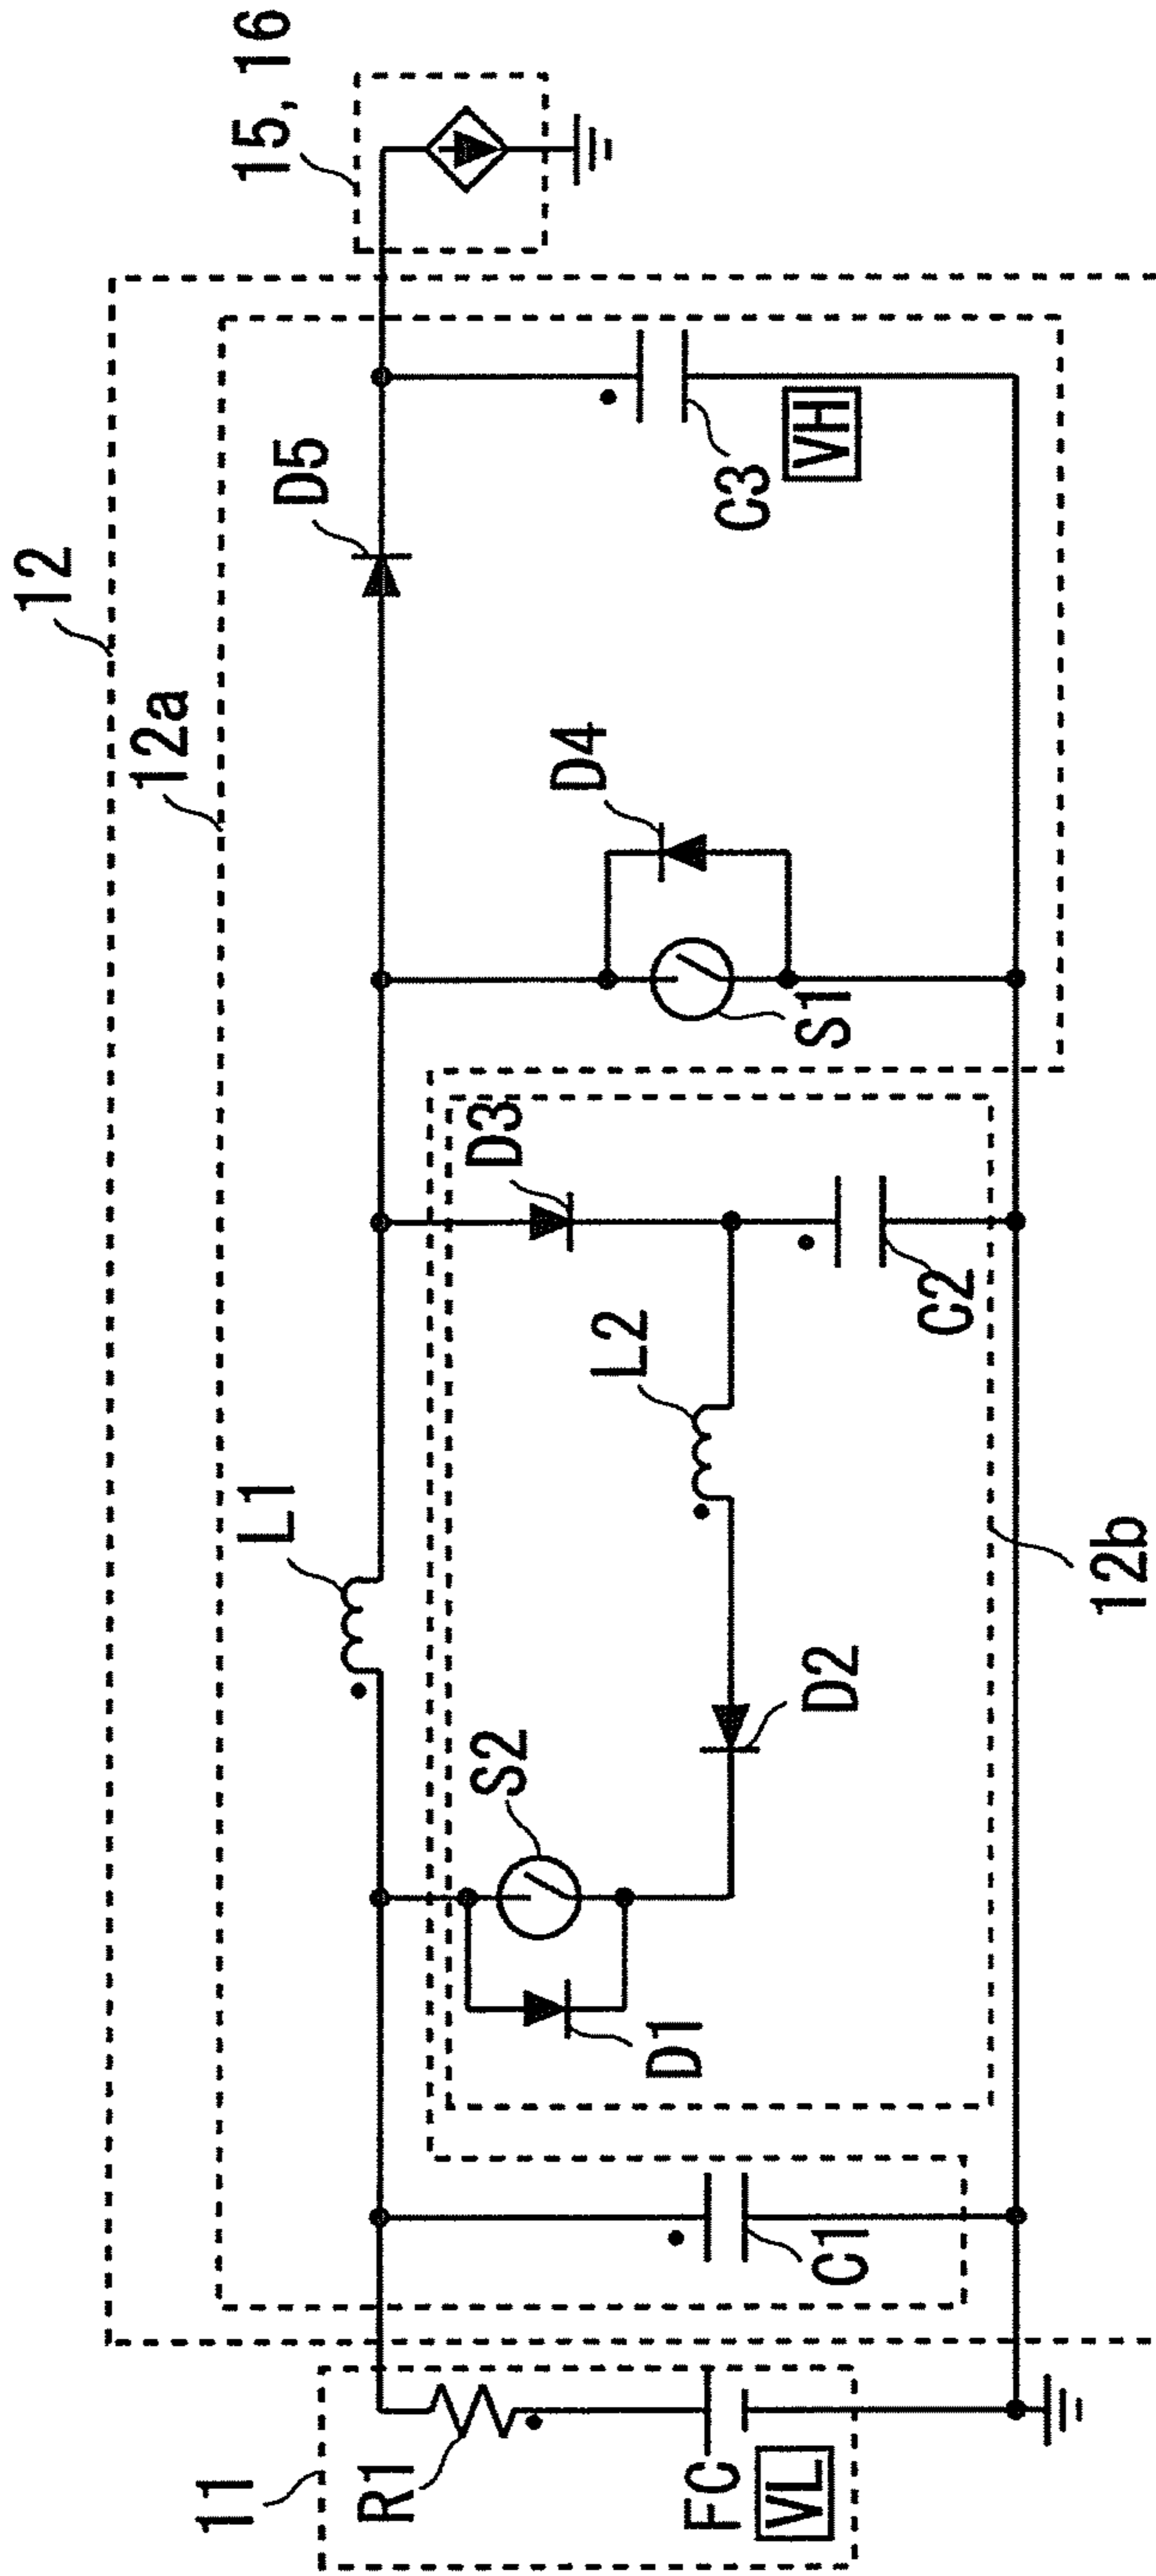 12
15, 16
12a
11
L1
D5
R1
S2
D3
D4
FC
VL
D1
L2
S1
C3
VH
C1
D2
C2
12b